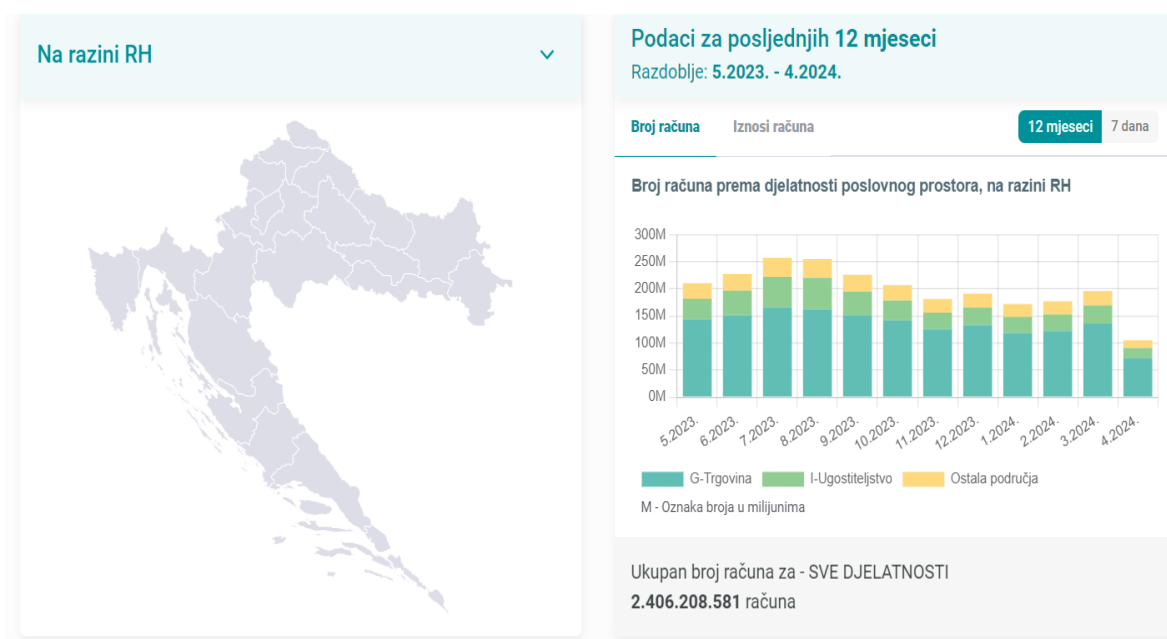 Na razini RH
Podaci za posljednjih 12 mjeseci
Razdoblje: 5.2023. - 4.2024.
Broj računa
Iznosi računa
12 mjeseci
7 dana
Broj računa prema djelatnosti poslovnog prostora, na razini RH
300M
250M
200M
150M
100M
50M
0M
5.2023.
6.2023.
7.2023.
8.2023.
9.2023.
10.2023.
11.2023.
12.2023.
1.2024.
2.2024.
3.2024.
4.2024.
G-Trgovina
I-Ugostiteljstvo
Ostala područja
M - Oznaka broja u milijunima
Ukupan broj računa za - SVE DJELATNOSTI
2.406.208.581 računa